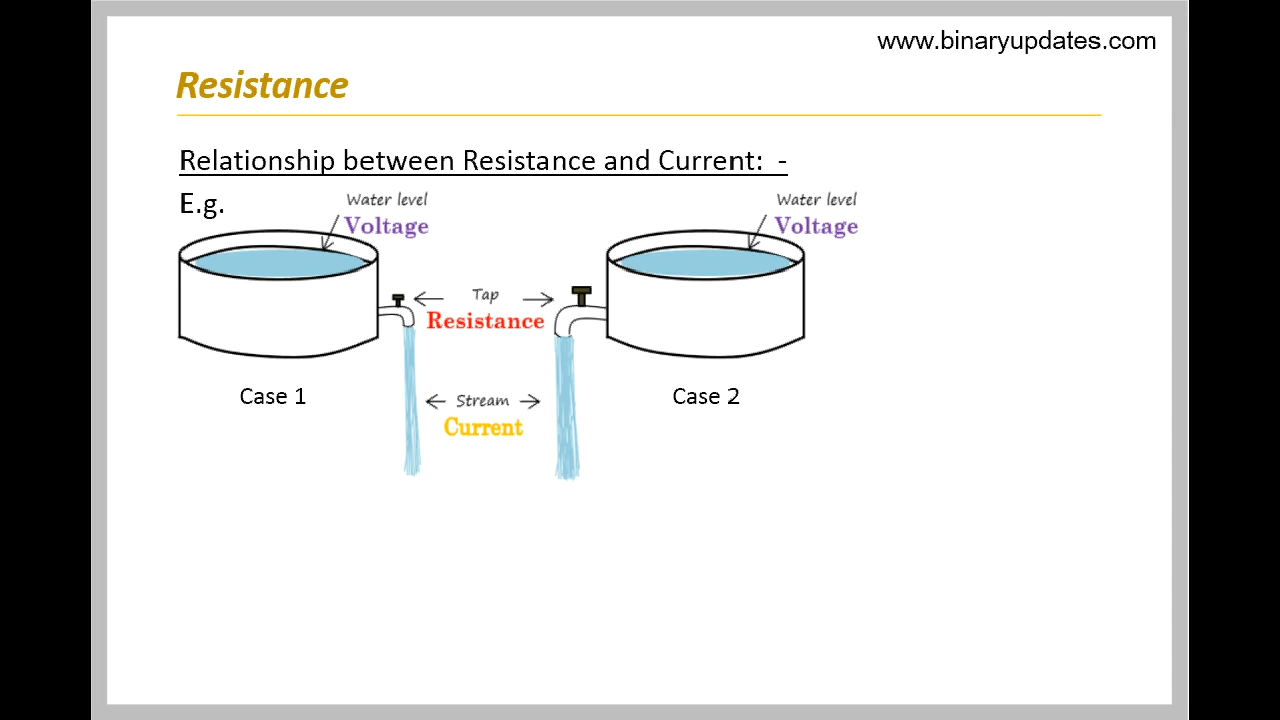 www.binaryupdates.com
Resistance
Relationship between Resistance and Current: -
E.g.
Water level
Voltage
Water level
Voltage
Tap
Resistance
Case 1
Case 2
Stream
Current